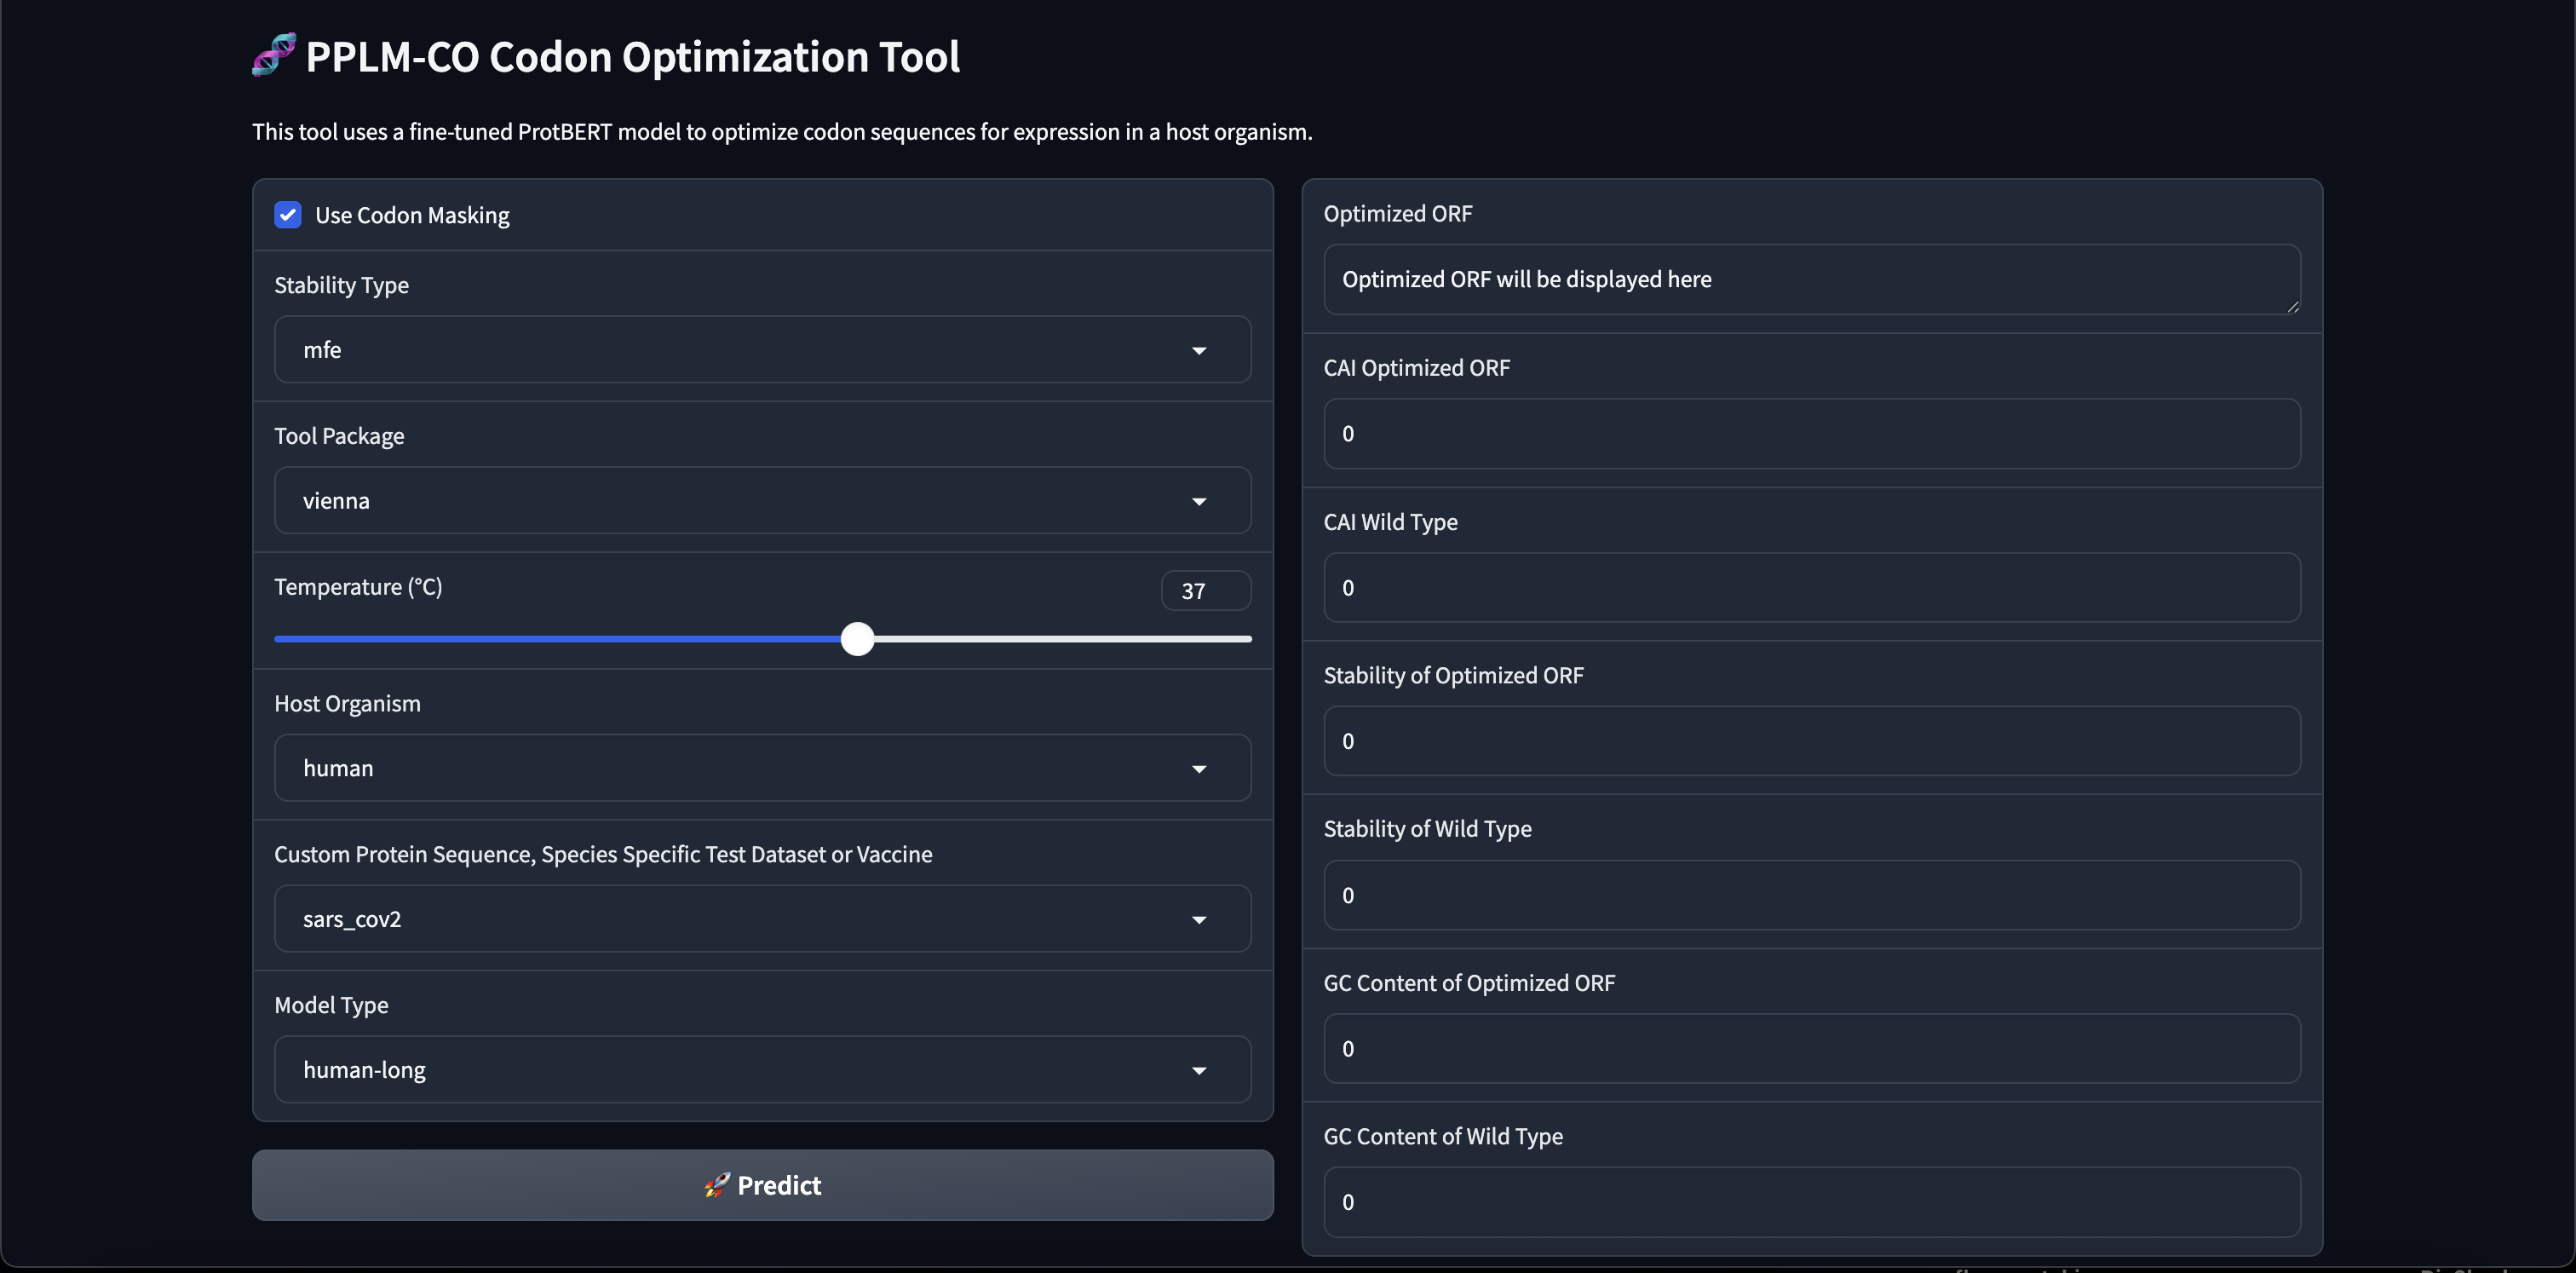 PPLM-CO Codon Optimization Tool
This tool uses a fine-tuned ProtBERT model to optimize codon sequences for expression in a host organism.
Use Codon Masking
Stability Type
mfe
Tool Package
vienna
Temperature (°C)
37
Host Organism
human
Custom Protein Sequence, Species Specific Test Dataset or Vaccine
sars_cov2
Model Type
human-long
Predict
Optimized ORF
Optimized ORF will be displayed here
CAI Optimized ORF
0
CAI Wild Type
0
Stability of Optimized ORF
0
Stability of Wild Type
0
GC Content of Optimized ORF
0
GC Content of Wild Type
0